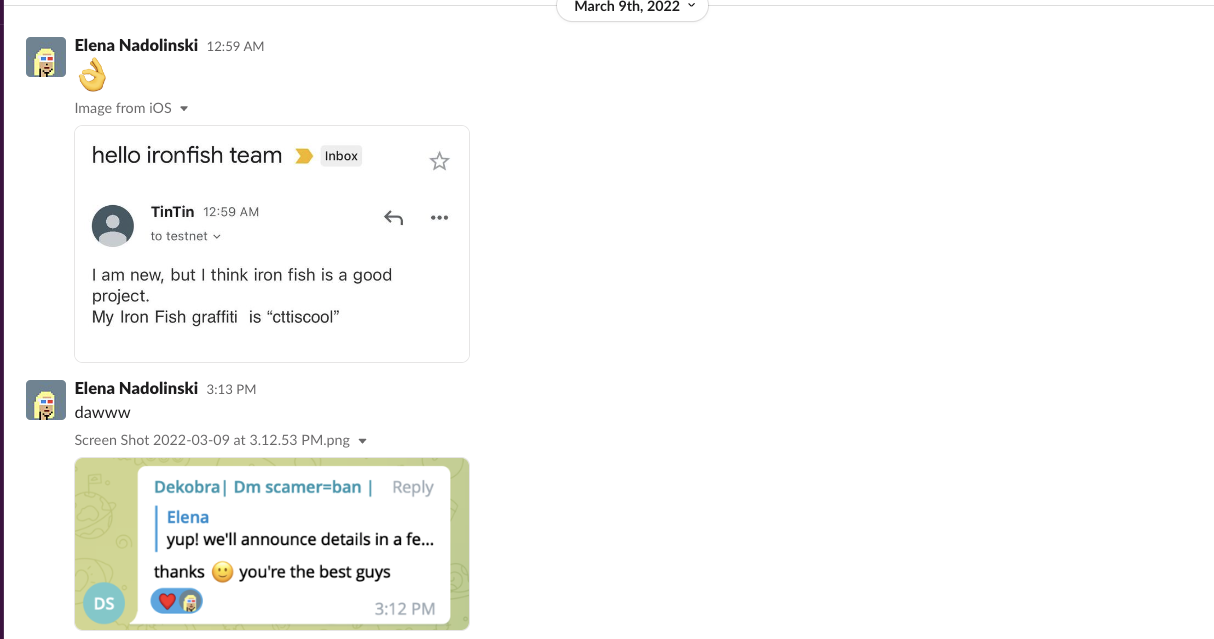 March 9th, 2022
Elena Nadolinski 12:59 AM
👌
Image from iOS
hello ironfish team Inbox
TinTin 12:59 AM
to testnet
I am new, but I think iron fish is a good
project.
My Iron Fish graffiti  is “cttiscool”
Elena Nadolinski 3:13 PM
dawww
Screen Shot 2022-03-09 at 3.12.53 PM.png
Dekobra| Dm scamer=ban | Reply
Elena
yup! we'll announce details in a fe...
thanks 🙂 you're the best guys
DS
3:12 PM